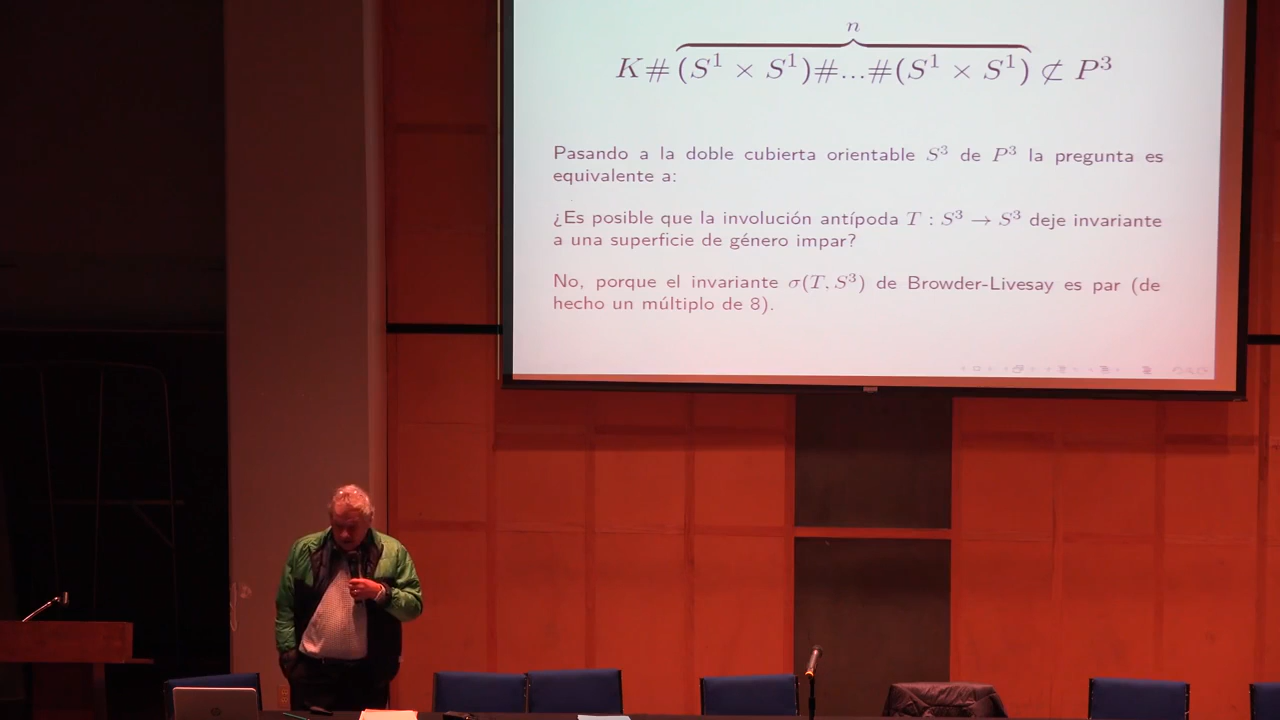 n
K#(S¹ × S¹)#...#(S¹ × S¹) ⊄ P³
Pasando a la doble cubierta orientable S³ de P³ la pregunta es
equivalente a:
¿Es posible que la involución antípoda T : S³ → S³ deje invariante
a una superficie de género impar?
No, porque el invariante σ(T, S³) de Browder-Livesay es par (de
hecho un múltiplo de 8).